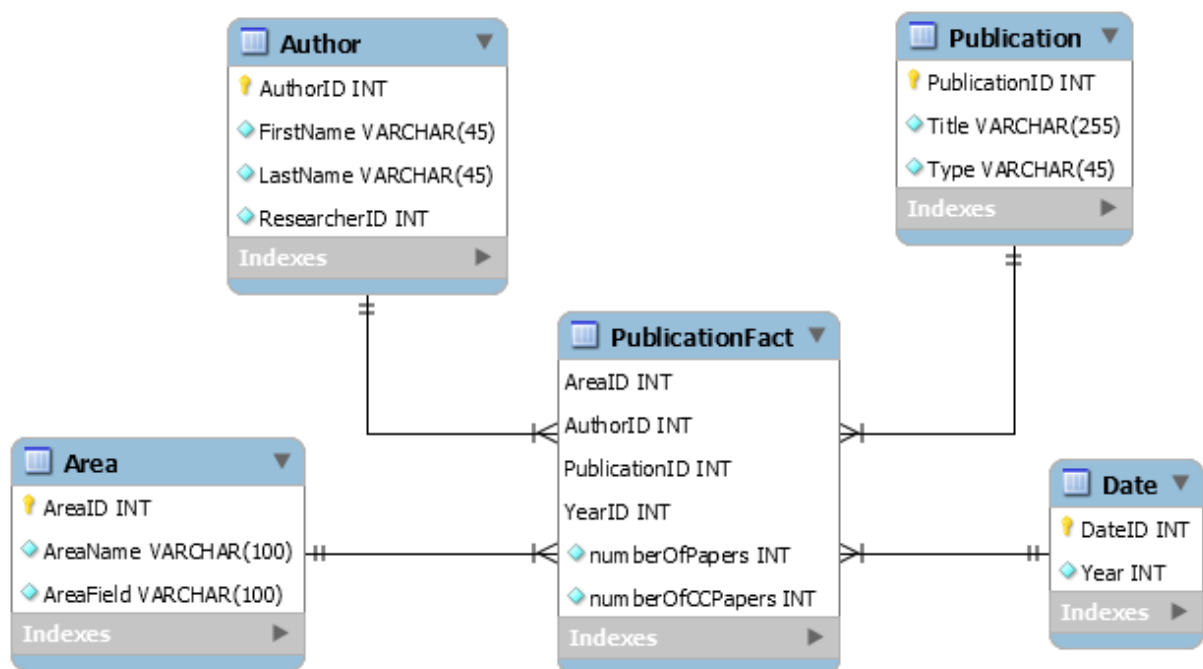 Author
AuthorID INT
FirstName VARCHAR(45)
LastName VARCHAR(45)
ResearcherID INT
Indexes
Publication
PublicationID INT
Title VARCHAR(255)
Type VARCHAR(45)
Indexes
PublicationFact
AreaID INT
AuthorID INT
PublicationID INT
YearID INT
numberOfPapers INT
numberOfCCPapers INT
Indexes
Area
AreaID INT
AreaName VARCHAR(100)
AreaField VARCHAR(100)
Indexes
Date
DateID INT
Year INT
Indexes